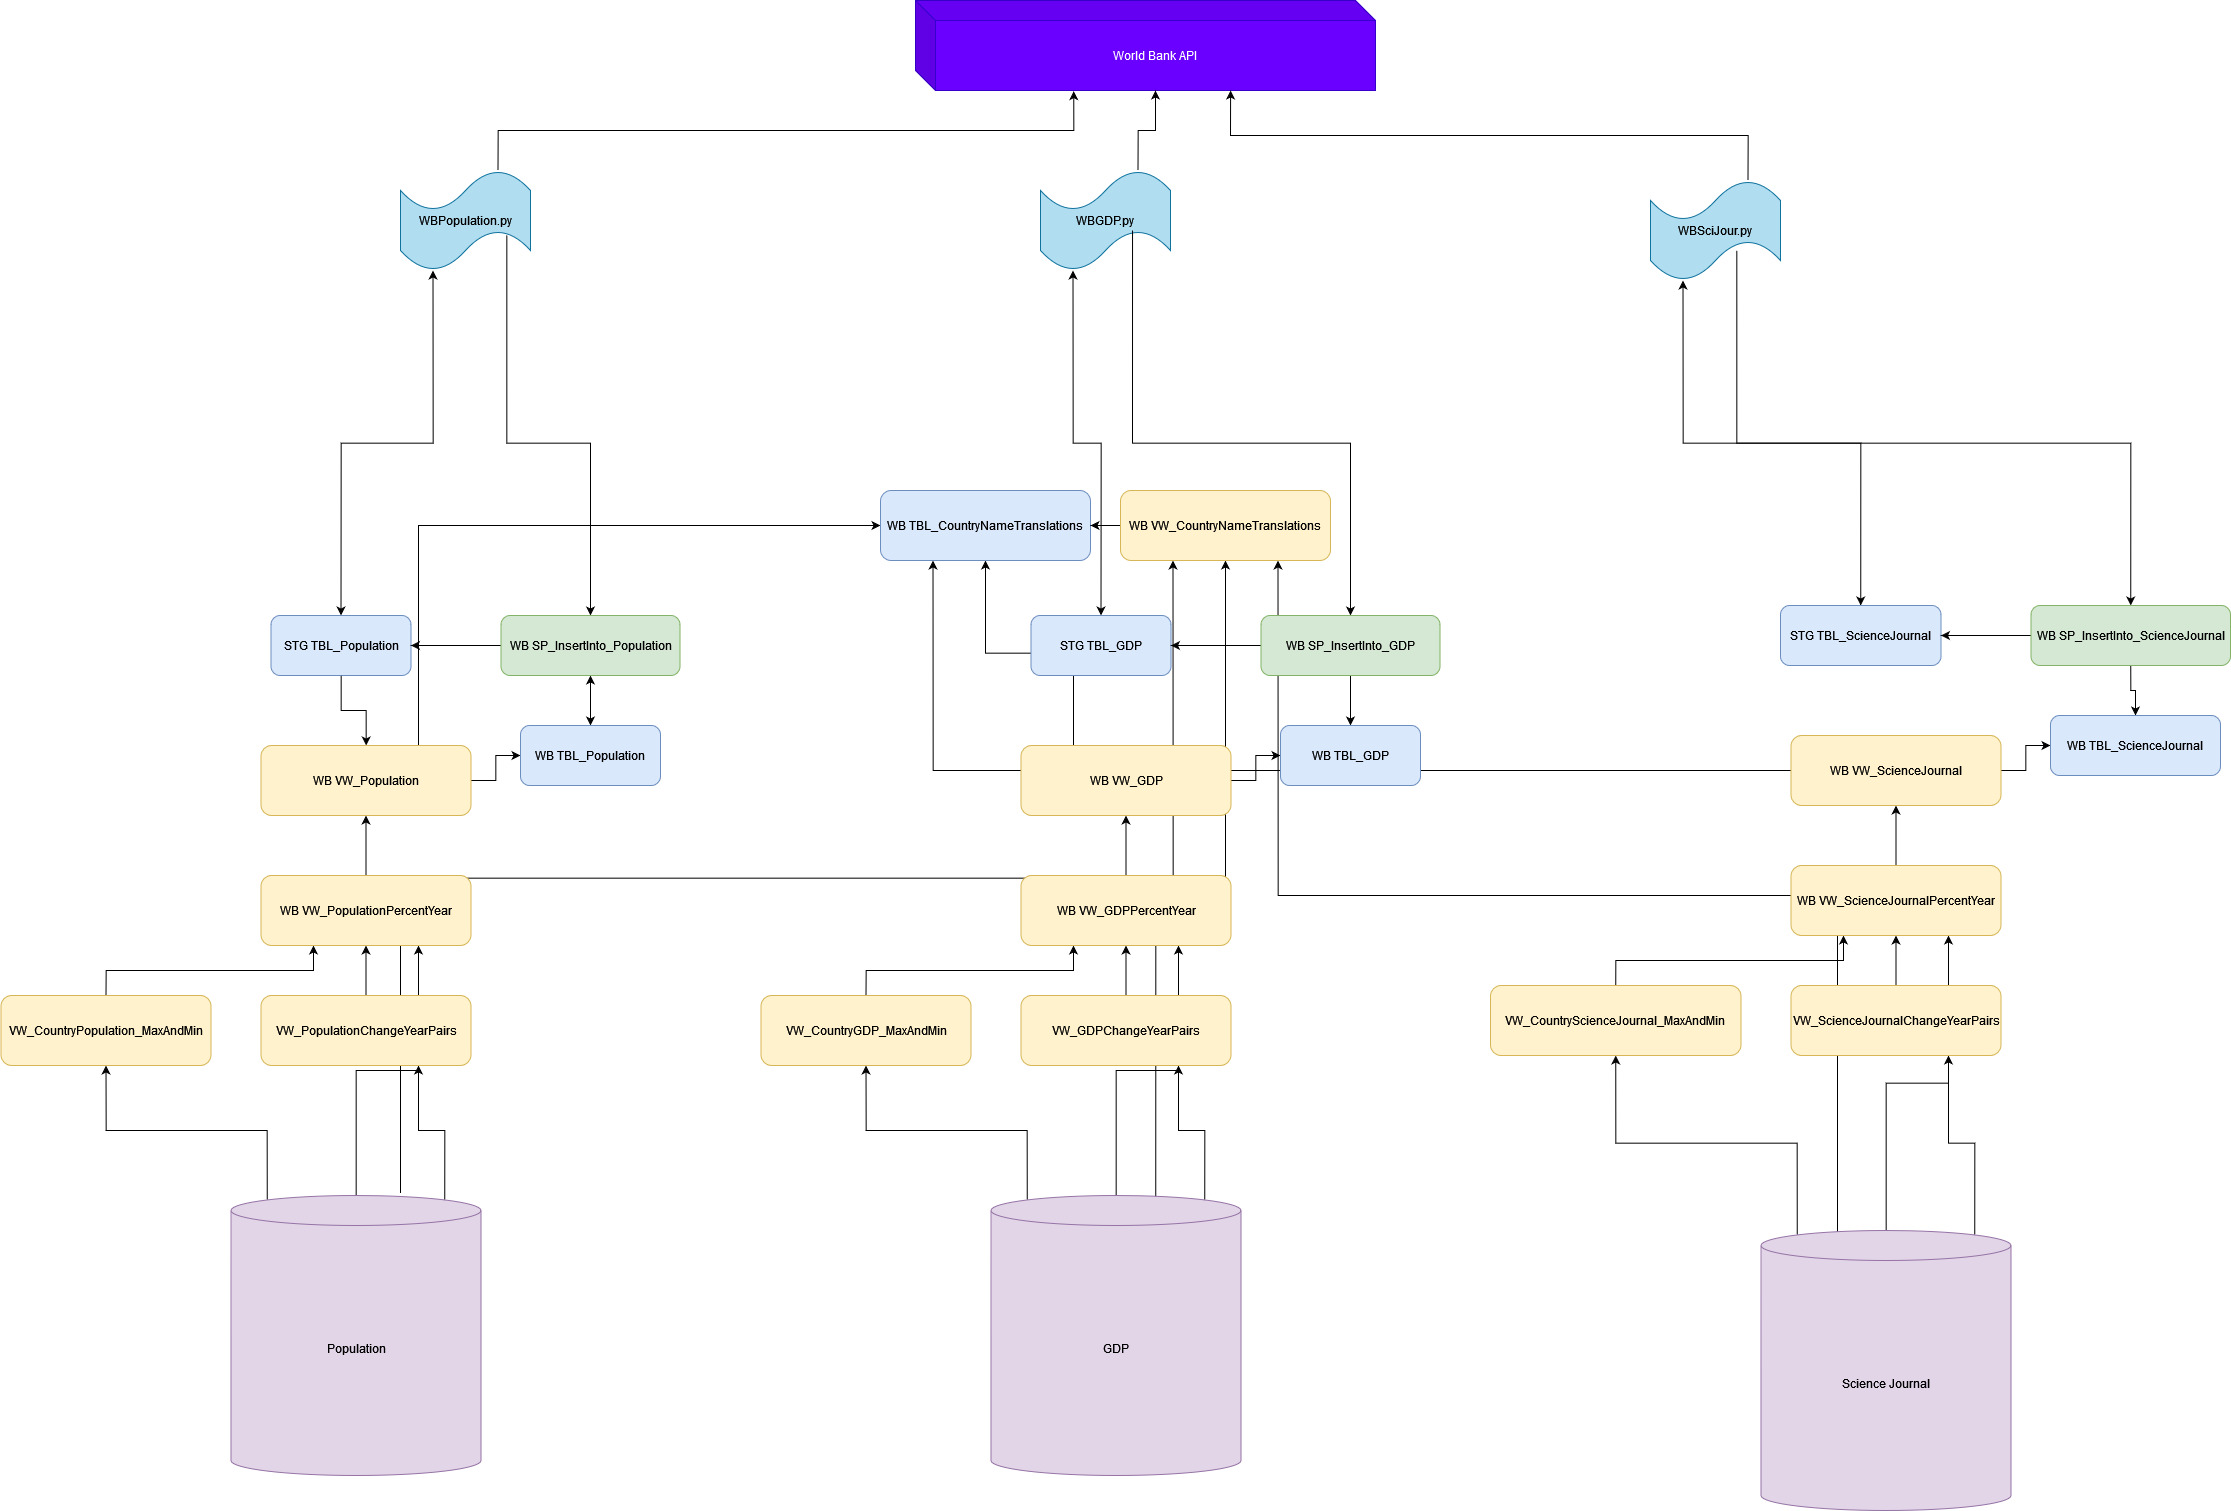 World Bank API
WBPopulation.py
WBGDP.py
WBSciJour.py
WB TBL_CountryNameTranslations
WB VW_CountryNameTranslations
STG TBL_Population
WB SP_InsertInto_Population
STG TBL_GDP
WB SP_InsertInto_GDP
STG TBL_ScienceJournal
WB SP_InsertInto_ScienceJournal
WB VW_Population
WB TBL_Population
WB VW_GDP
WB TBL_GDP
WB VW_ScienceJournal
WB TBL_ScienceJournal
WB VW_PopulationPercentYear
WB VW_GDPPercentYear
WB VW_ScienceJournalPercentYear
VW_CountryPopulation_MaxAndMin
VW_PopulationChangeYearPairs
VW_CountryGDP_MaxAndMin
VW_GDPChangeYearPairs
VW_CountryScienceJournal_MaxAndMin
VW_ScienceJournalChangeYearPairs
Population
GDP
Science Journal